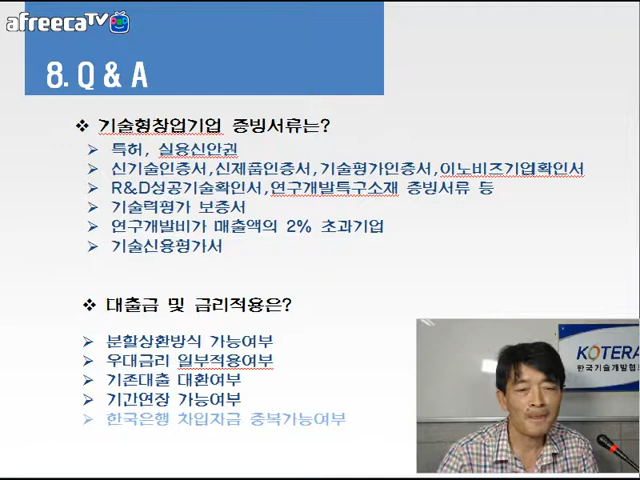 afreecaTV
8. Q & A
❖ 기술형창업기업 증빙서류는?
➢ 특허, 실용신안권
➢ 신기술인증서,신제품인증서,기술평가인증서,이노비즈기업확인서
➢ R&D성공기술확인서,연구개발특구소재 증빙서류 등
➢ 기술력평가 보증서
➢ 연구개발비가 매출액의 2% 초과기업
➢ 기술신용평가서
❖ 대출금 및 금리적용은?
➢ 분할상환방식 가능여부
➢ 우대금리 일부적용여부
➢ 기존대출 대환여부
➢ 기간연장 가능여부
➢ 한국은행 차입자금 중복가능여부
KOTERA
한국기술개발협